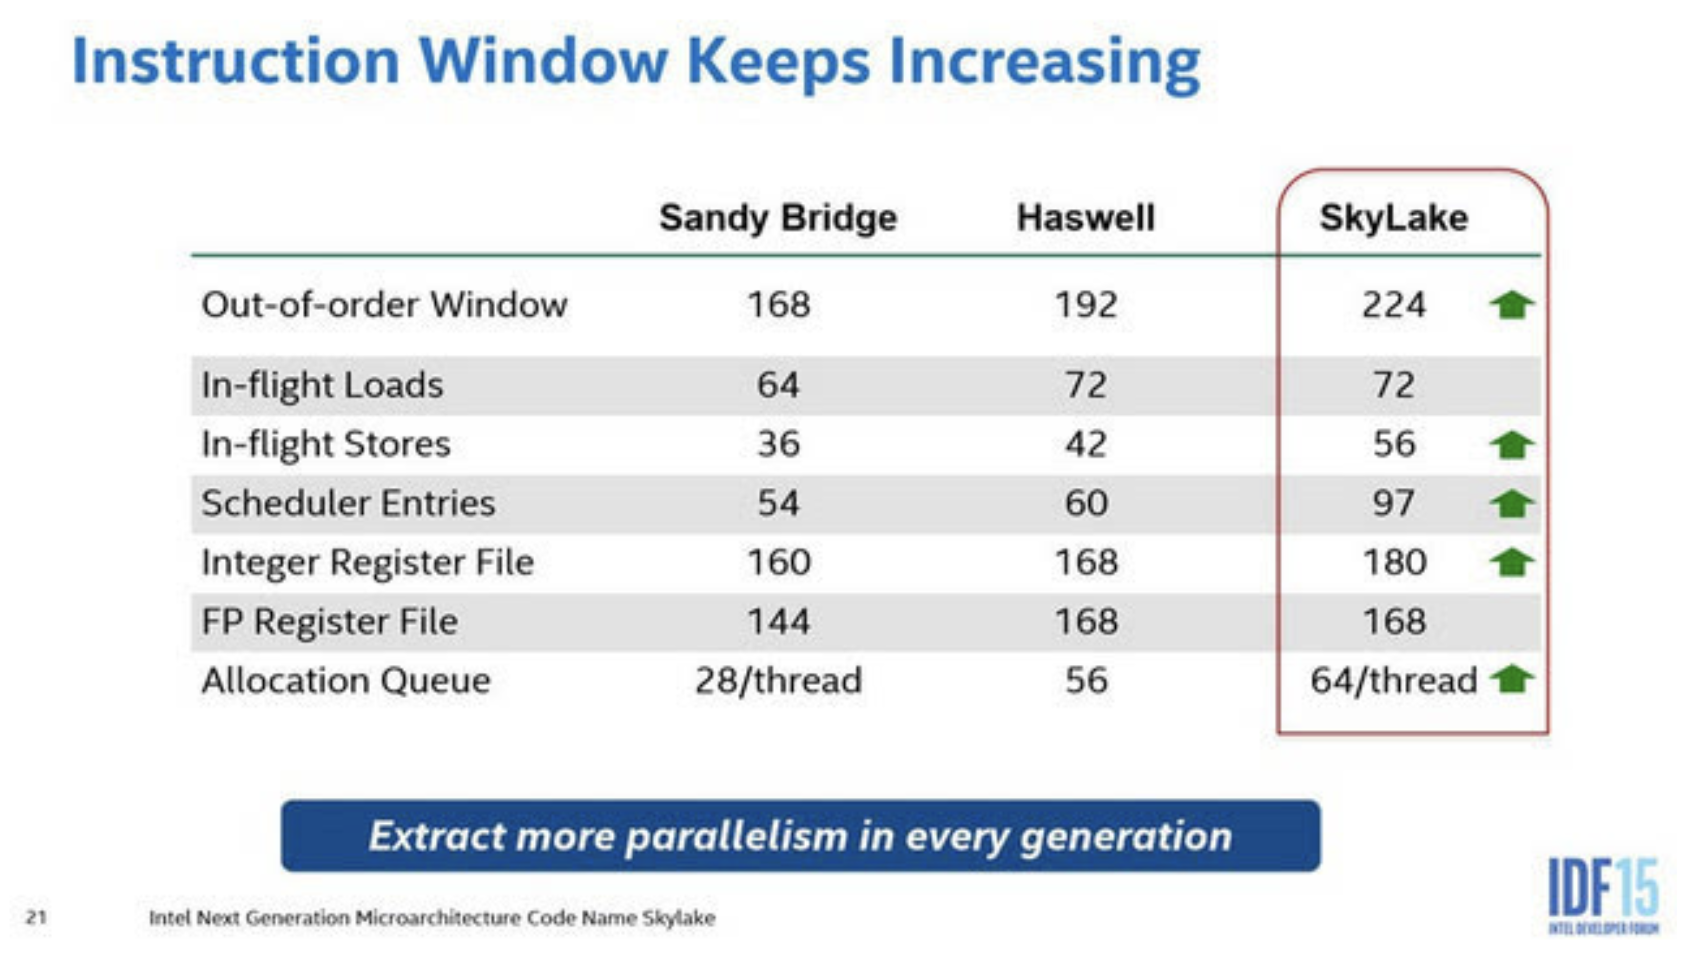 Instruction Window Keeps Increasing
Sandy Bridge Haswell SkyLake
Out-of-order Window 168 192 224
In-flight Loads 64 72 72
In-flight Stores 36 42 56
Scheduler Entries 54 60 97
Integer Register File 160 168 180
FP Register File 144 168 168
Allocation Queue 28/thread 56 64/thread
Extract more parallelism in every generation
IDF15
INTEL DEVELOPER FORUM
21 Intel Next Generation Microarchitecture Code Name Skylake